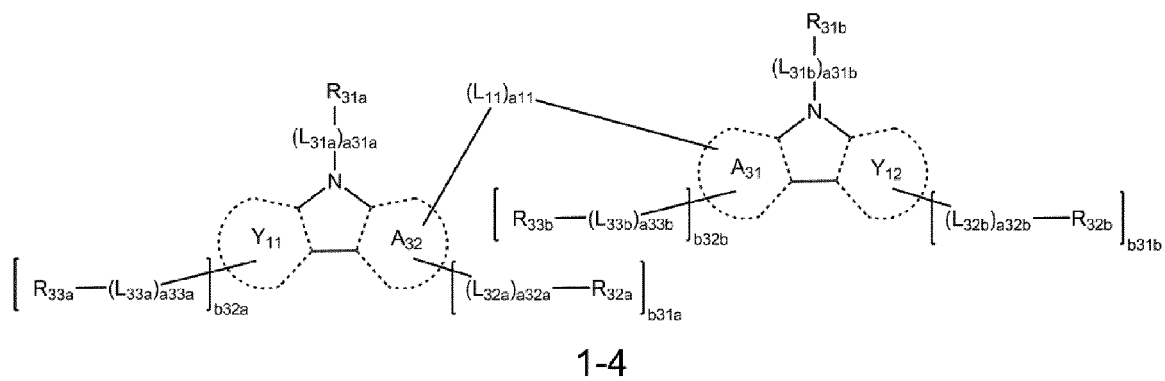 R31b
(L31b)a31b
R31a
(L11)a11
(L31a)a31a
N
A31
Y12
N
[R33b—(L33b)a33b]b32b
[(L32b)a32b—R32b]b31b
Y11
A32
[R33a—(L33a)a33a]b32a
[(L32a)a32a—R32a]b31a
1-4